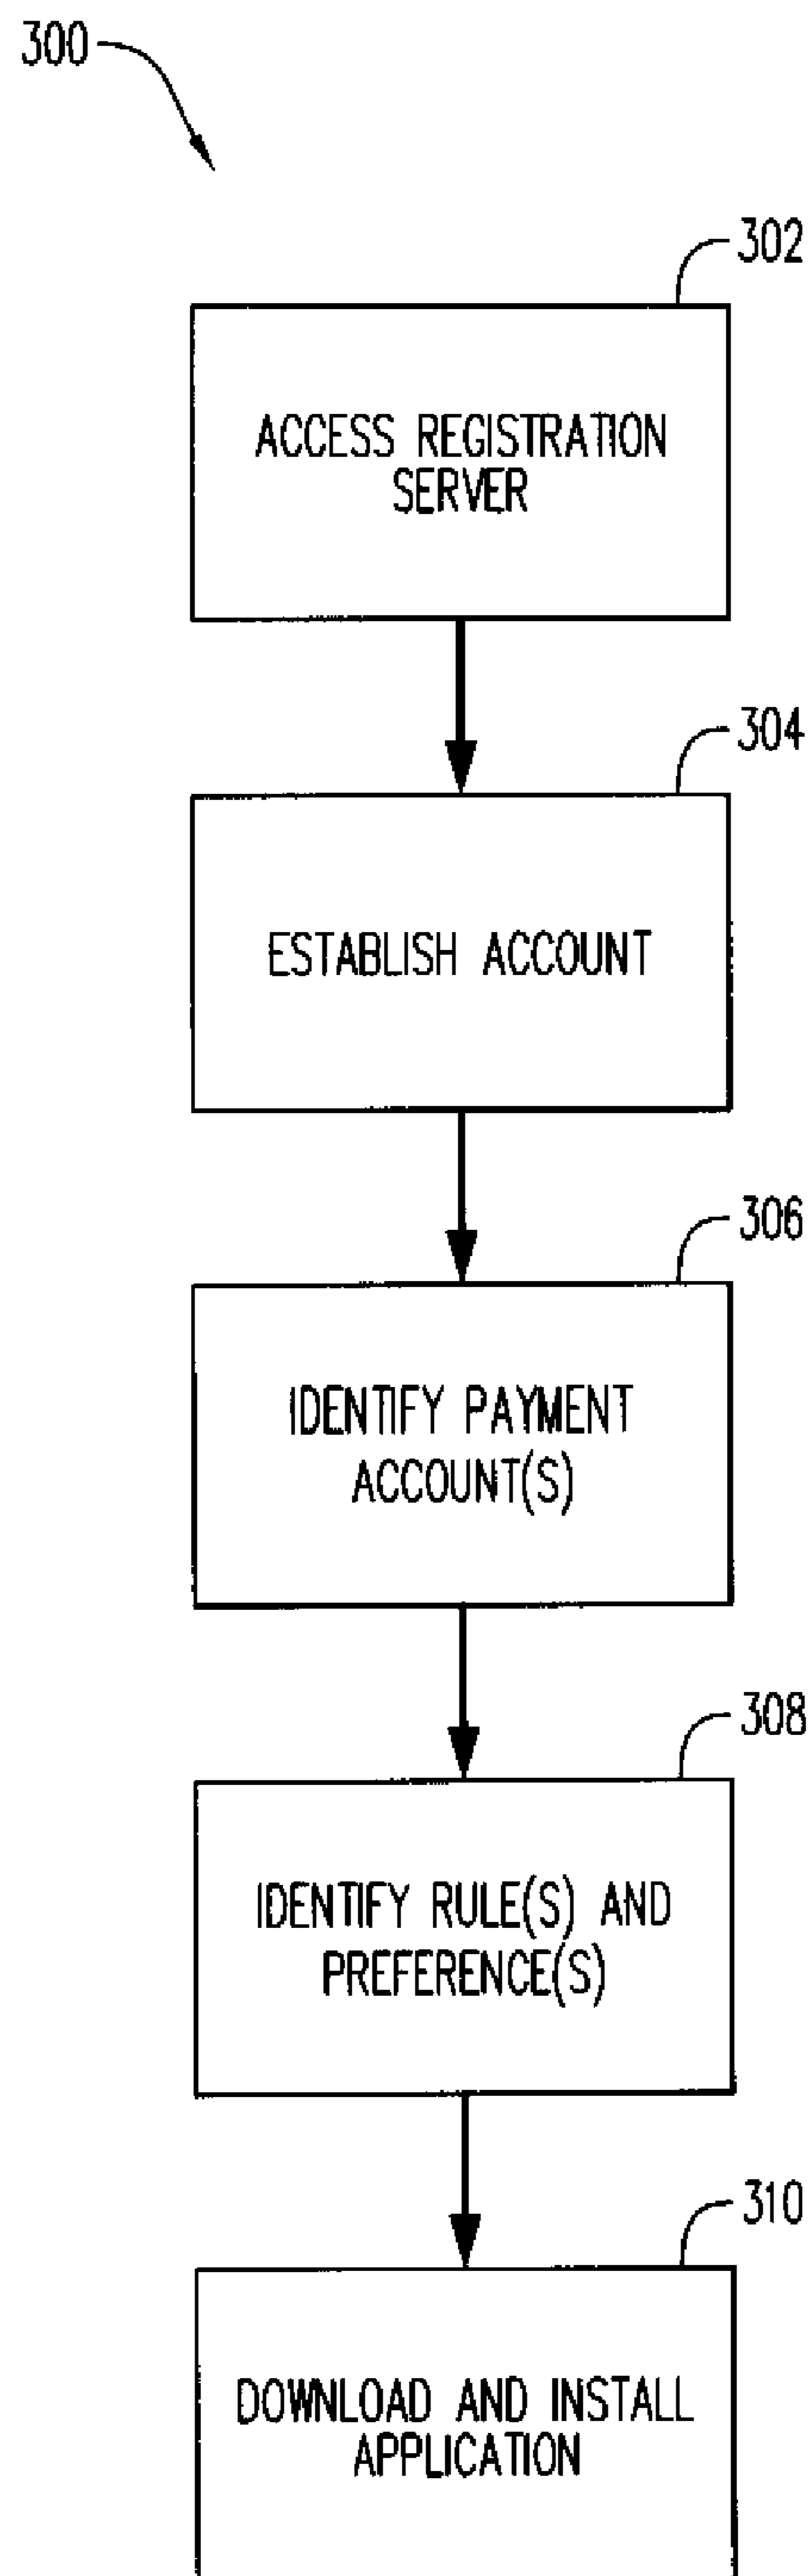 300
302
ACCESS REGISTRATION
SERVER
304
ESTABLISH ACCOUNT
306
IDENTIFY PAYMENT
ACCOUNT(S)
308
IDENTIFY RULE(S) AND
PREFERENCE(S)
310
DOWNLOAD AND INSTALL
APPLICATION